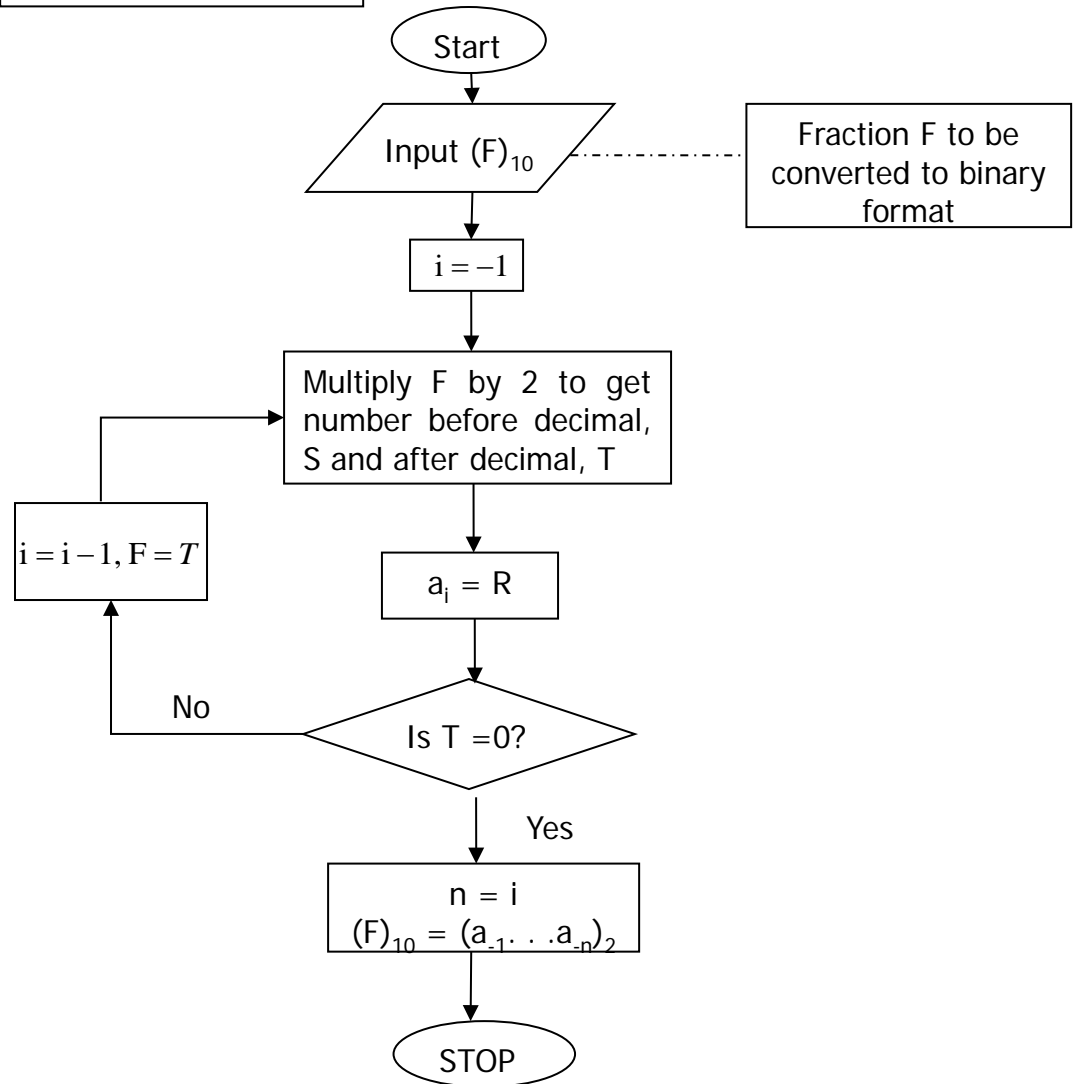 Start
Input (F)₁₀
Fraction F to be
converted to binary
format
i = −1
Multiply F by 2 to get
number before decimal,
S and after decimal, T
i = i − 1, F = T
aᵢ = R
No
Is T =0?
Yes
n = i
(F)₁₀ = (a₋₁. . .a₋ₙ)₂
STOP